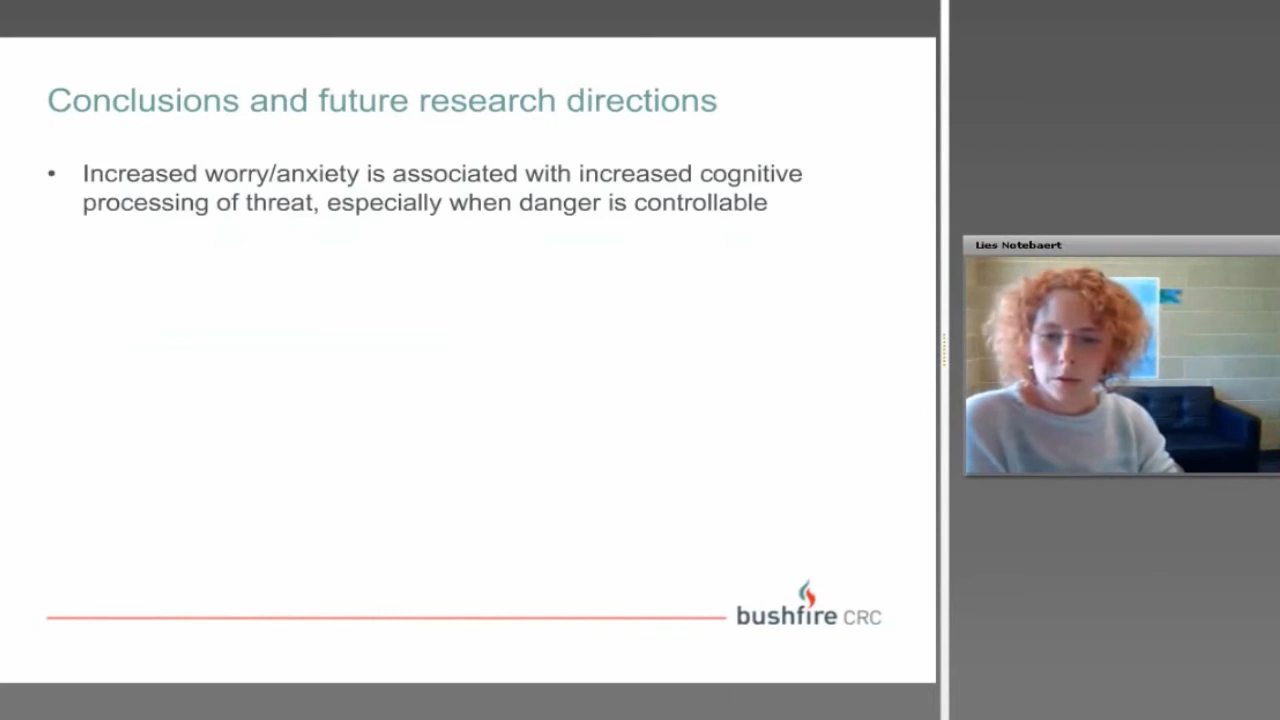 Conclusions and future research directions
• Increased worry/anxiety is associated with increased cognitive
processing of threat, especially when danger is controllable
bushfire CRC
Lies Notebaert